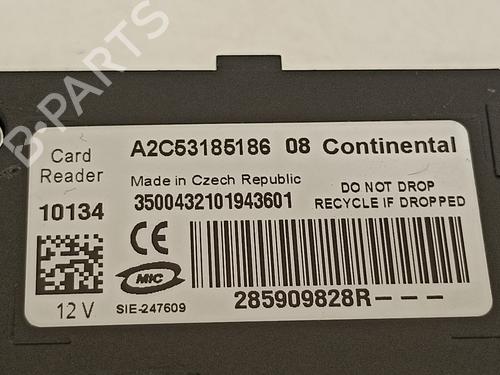 B-PARTS
Card Reader
A2C53185186 08 Continental
Made in Czech Republic
DO NOT DROP
RECYCLE IF DROPPED
10134
3500432101943601
CE
MIC
12 V
SIE-247609
285909828R---